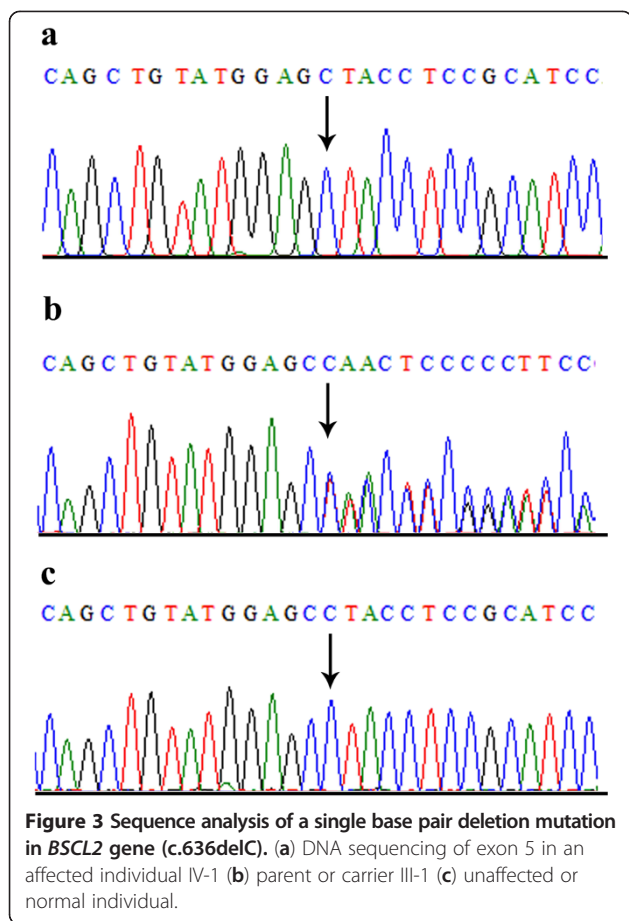 a
CAGCTGTATGGAGCTACCTCCGCATCC
b
CAGCTGTATGGAGCCAACTCCCCCTTCC
c
CAGCTGTATGGAGCCTACCTCCGCATCC
Figure 3 Sequence analysis of a single base pair deletion mutation
in BSCL2 gene (c.636delC). (a) DNA sequencing of exon 5 in an
affected individual IV-1 (b) parent or carrier III-1 (c) unaffected or
normal individual.